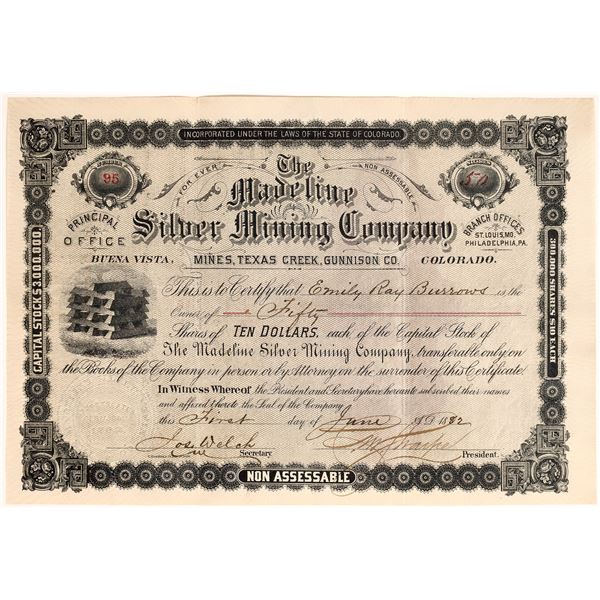 INCORPORATED UNDER THE LAWS OF THE STATE OF COLORADO.
NUMBER
95
FOR EVER
NON ASSESSABLE
50
The
Madeline
Silver Mining Company
PRINCIPAL
OFFICE
BUENA VISTA,
MINES, TEXAS CREEK, GUNNISON CO.
BRANCH OFFICES
ST. LOUIS, MO.
PHILADELPHIA, PA.
COLORADO.
CAPITAL STOCK $3,000,000.
300,000 SHARES $10 EACH
This is to Certify that Emily Ray Burrows is the
Owner of Fifty
Shares of TEN DOLLARS, each of the Capital Stock of
The Madeline Silver Mining Company, transferable only on
the Books of the Company in person or by Attorney on the surrender of this Certificate.
In Witness Whereof the President and Secretary have hereunto subscribed their names
and affixed thereto the Seal of the Company
this First day of June AD 1882
Jos. Welch
Secretary
President.
NON ASSESSABLE